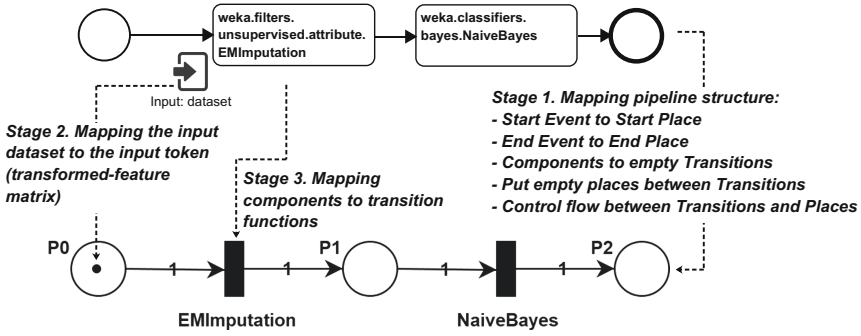 weka.filters.
unsupervised.attribute.
EMImputation
weka.classifiers.
bayes.NaiveBayes
Input: dataset
Stage 1. Mapping pipeline structure:
- Start Event to Start Place
- End Event to End Place
- Components to empty Transitions
- Put empty places between Transitions
- Control flow between Transitions and Places
Stage 2. Mapping the input
dataset to the input token
(transformed-feature
matrix)
Stage 3. Mapping
components to transition
functions
P0
1
1
P1
1
1
P2
EMImputation
NaiveBayes